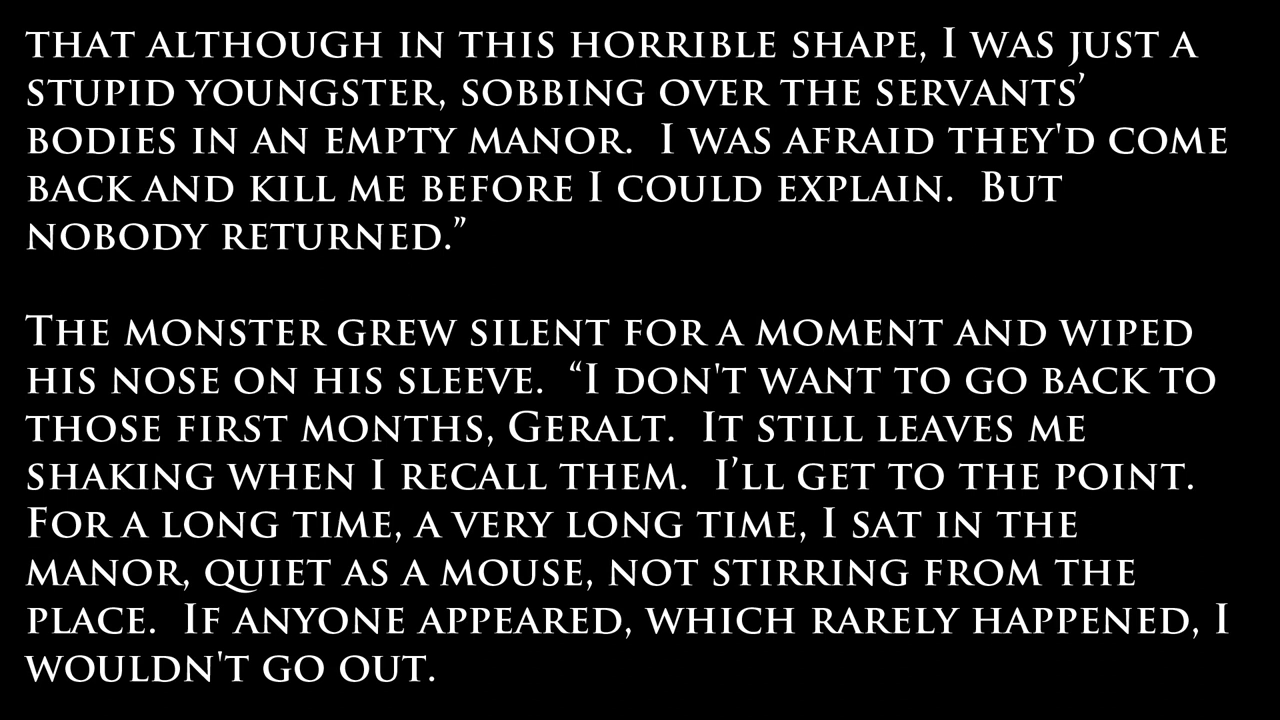 that although in this horrible shape, I was just a
stupid youngster, sobbing over the servants’
bodies in an empty manor.  I was afraid they'd come
back and kill me before I could explain.  But
nobody returned.”

The monster grew silent for a moment and wiped
his nose on his sleeve.  “I don't want to go back to
those first months, Geralt.  It still leaves me
shaking when I recall them.  I’ll get to the point.
For a long time, a very long time, I sat in the
manor, quiet as a mouse, not stirring from the
place.  If anyone appeared, which rarely happened, I
wouldn't go out.